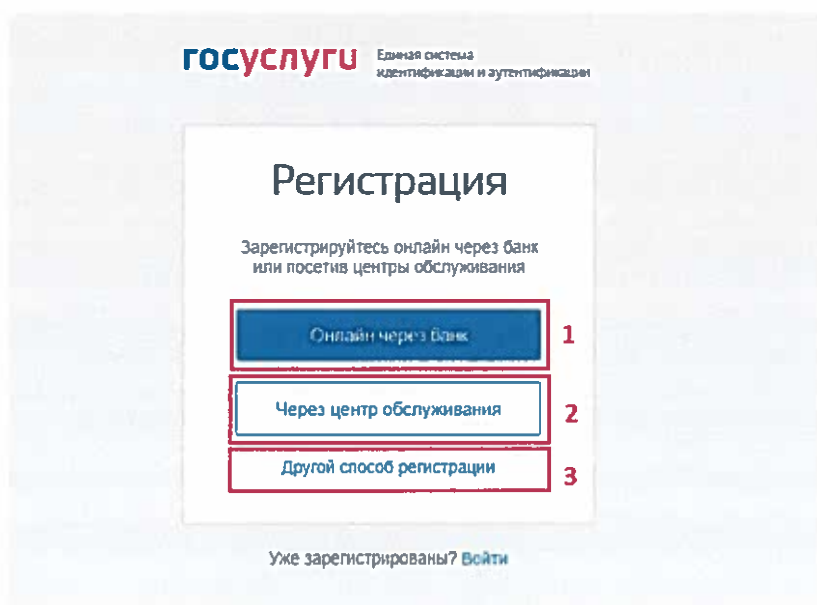 госуслуги
Единая система
идентификации и аутентификации
Регистрация
Зарегистрируйтесь онлайн через банк
или посетив центры обслуживания
Онлайн через банк
1
Через центр обслуживания
2
Другой способ регистрации
3
Уже зарегистрированы? Войти